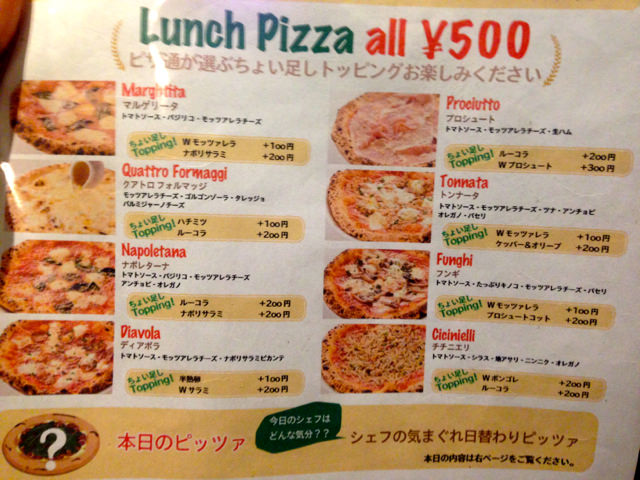 Lunch Pizza all ¥500
ピザ通が選ぶちょい足しトッピングお楽しみください
Marghtita
マルゲリータ
トマトソース・バジリコ・モッツアレラチーズ
ちょい足し Topping!
W モッツァレラ +100円
ナポリサラミ +200円
Quattro Formaggi
クアトロ フォルマッジ
モッツアレラチーズ・ゴルゴンゾーラ・タレッジョ
パルミジャーノチーズ
ちょい足し Topping!
ハチミツ +100円
ルーコラ +200円
Napoletana
ナポレターナ
トマトソース・バジリコ・モッツアレラチーズ
アンチョビ・オレガノ
ちょい足し Topping!
ルーコラ +200円
ナポリサラミ +200円
Diavola
ディアボラ
トマトソース・モッツアレラチーズ・ナポリサラミピカンテ
ちょい足し Topping!
半熟卵 +100円
W サラミ +200円
Prociutto
プロシュート
トマトソース・モッツアレラチーズ・生ハム
ちょい足し Topping!
ルーコラ +200円
W プロシュート +300円
Tonnata
トンナータ
トマトソース・モッツアレラチーズ・ツナ・アンチョビ
オレガノ・パセリ
ちょい足し Topping!
W モッツァレラ +100円
ケッパー&オリーブ +200円
Funghi
フンギ
トマトソース・たっぷりキノコ・モッツアレラチーズ・パセリ
ちょい足し Topping!
W モッツァレラ +100円
プロシュートコット +200円
Cicinielli
チチニエリ
トマトソース・シラス・地アサリ・ニンニク・オレガノ
ちょい足し Topping!
W ボンゴレ +200円
ルーコラ +200円
?
本日のピッツァ
今日のシェフは
どんな気分??
シェフの気まぐれ日替わりピッツァ
本日の内容は右ページをご覧ください。